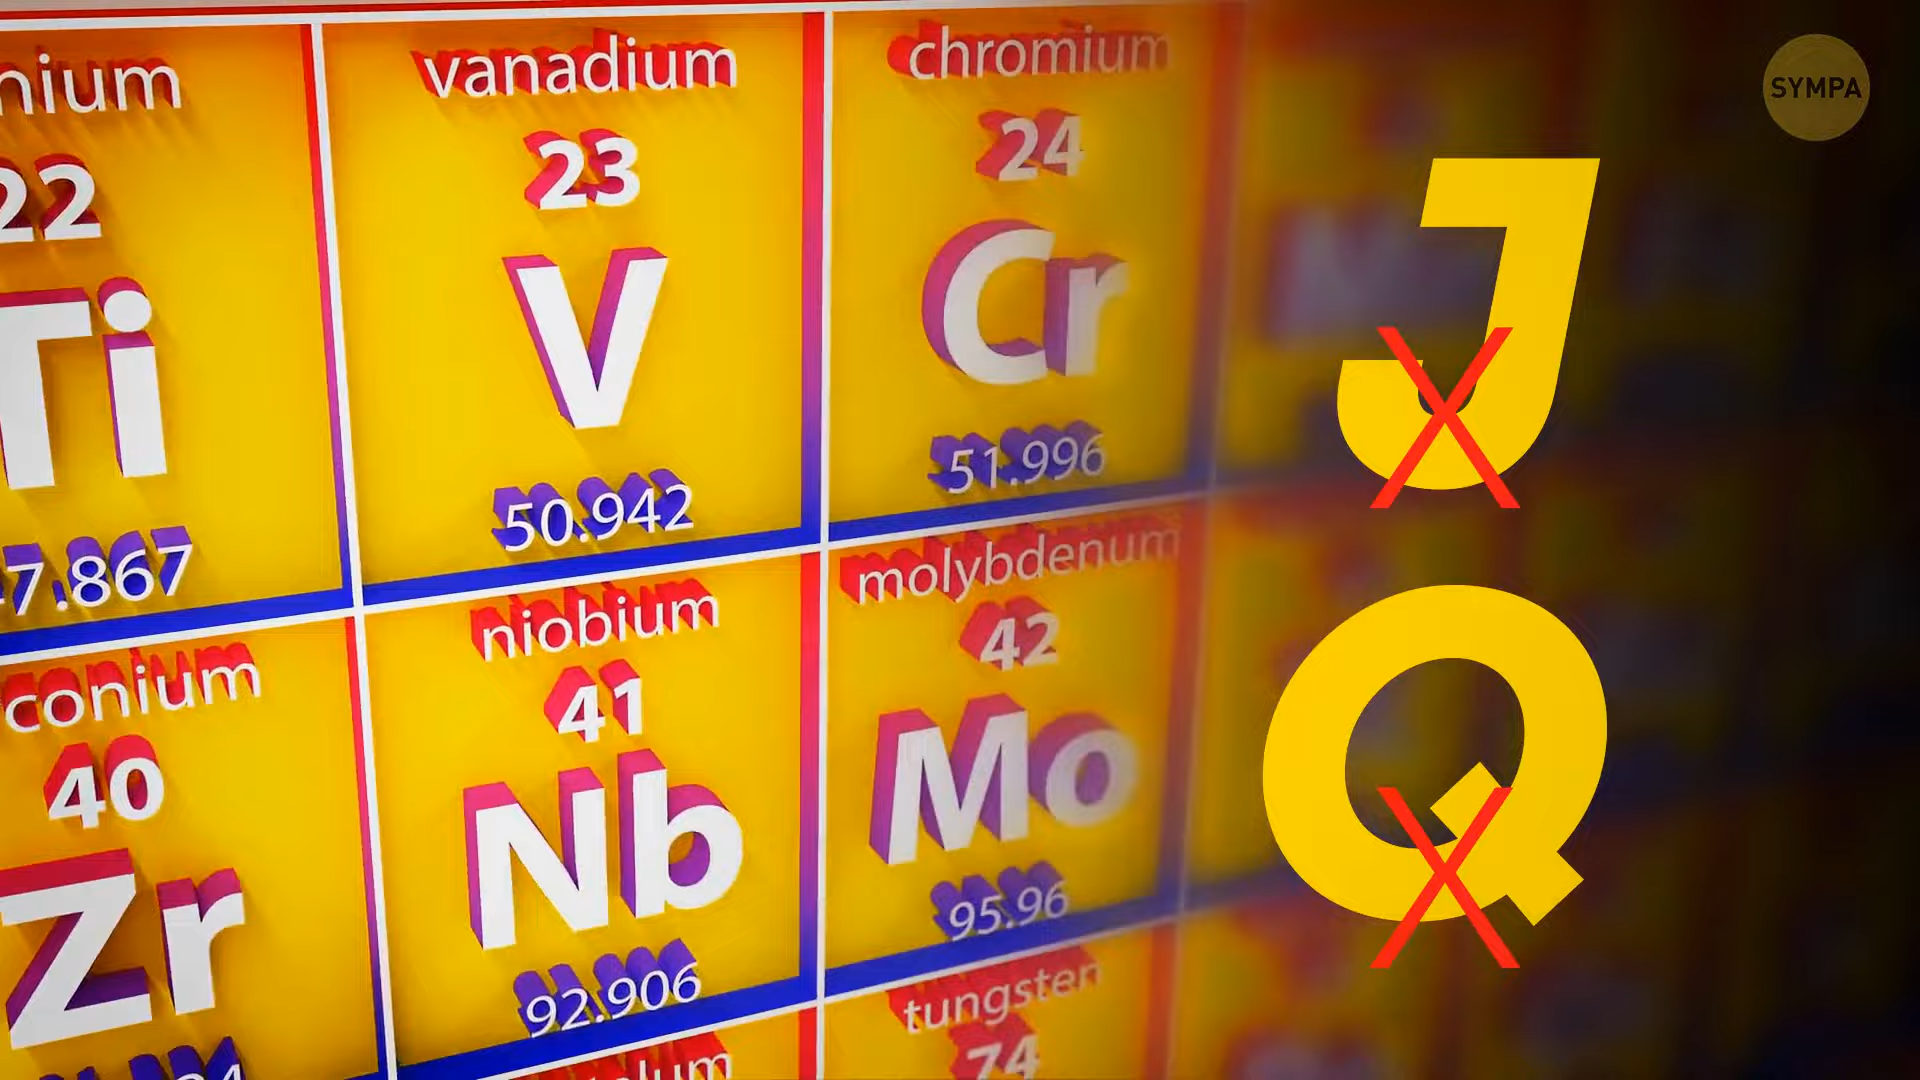 nium
22
Ti
7.867
vanadium
23
V
50.942
chromium
24
Cr
51.996
conium
40
Zr
niobium
41
Nb
92.906
molybdenum
42
Mo
95.96
tungsten
74
J
Q
SYMPA